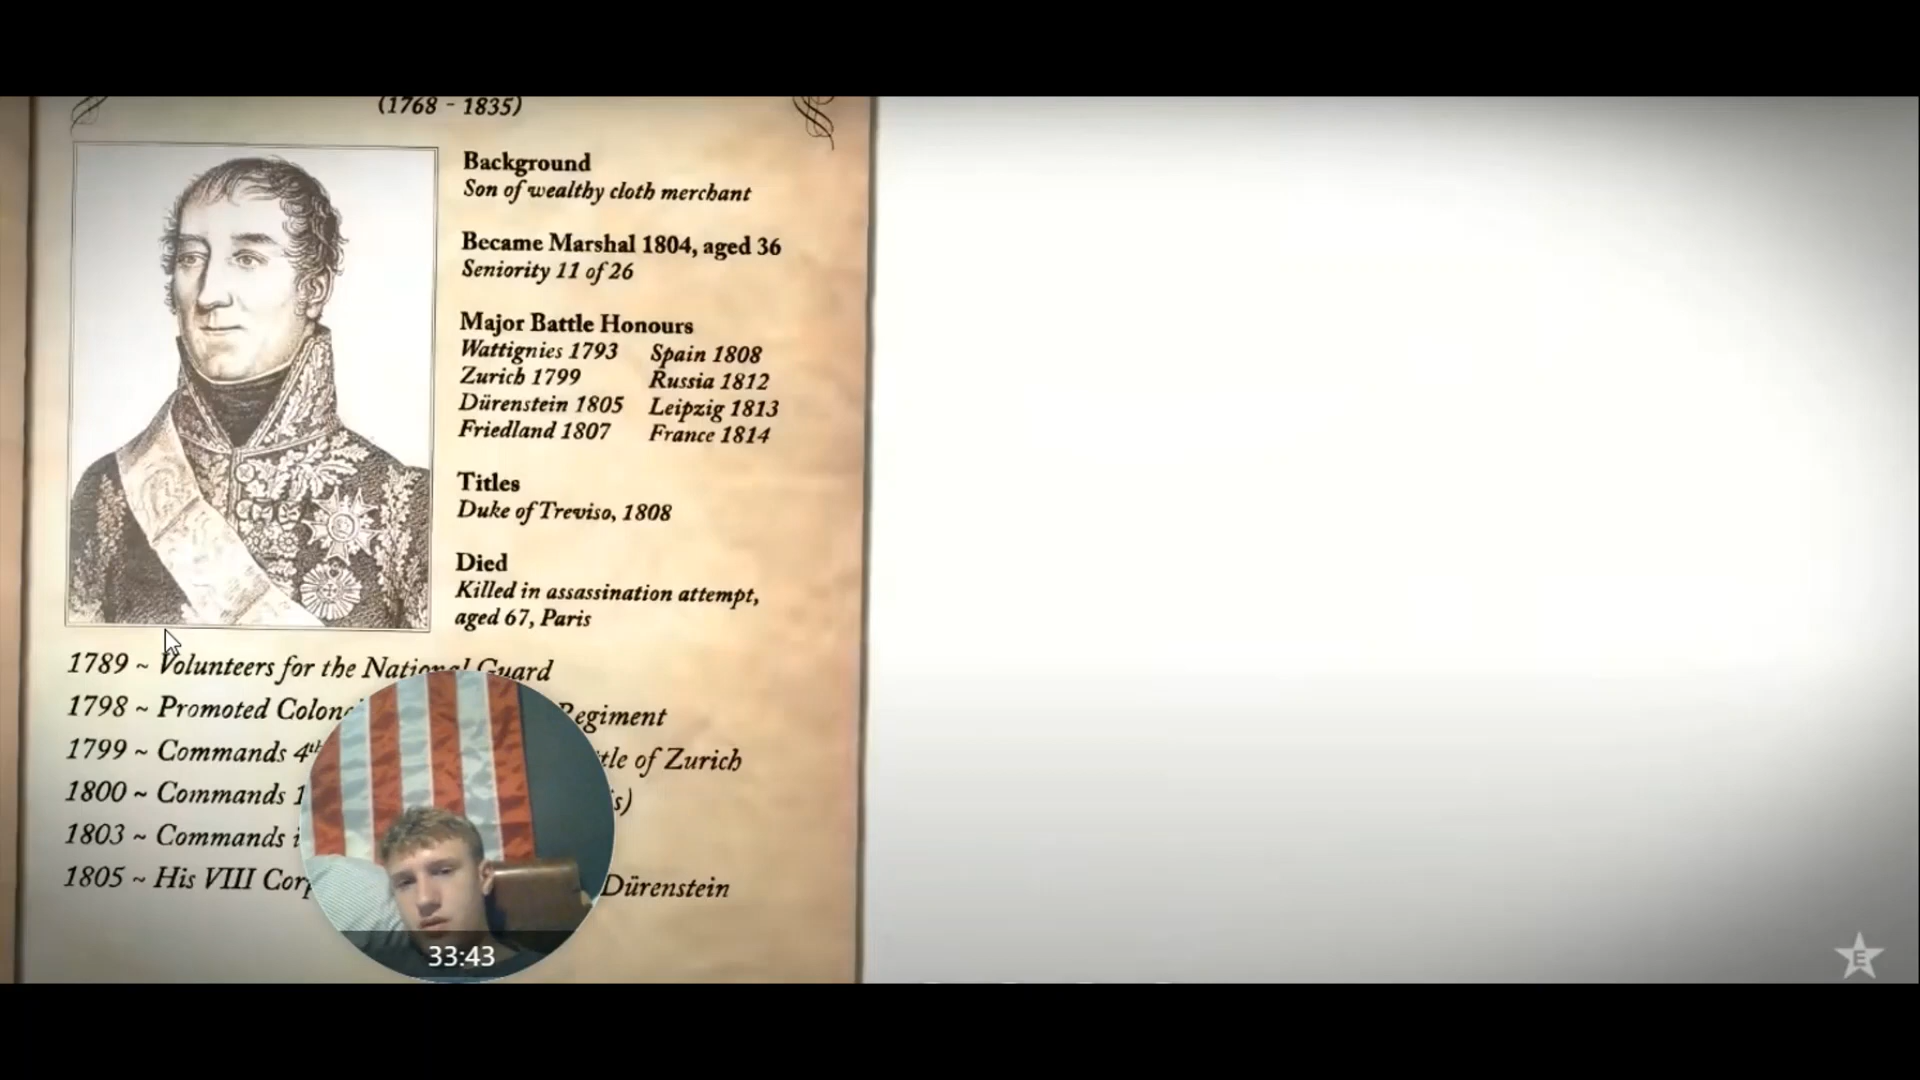 (1768 - 1835)
Background
Son of wealthy cloth merchant
Became Marshal 1804, aged 36
Seniority 11 of 26
Major Battle Honours
Wattignies 1793 Spain 1808
Zurich 1799 Russia 1812
Dürenstein 1805 Leipzig 1813
Friedland 1807 France 1814
Titles
Duke of Treviso, 1808
Died
Killed in assassination attempt,
aged 67, Paris
1789 ~ Volunteers for the National Guard
1798 ~ Promoted Regiment
1799 ~ Commands 4th of Zurich
1800 ~ Commands
1803 ~ Commands
1805 ~ His VIII Dürenstein
33:43
E